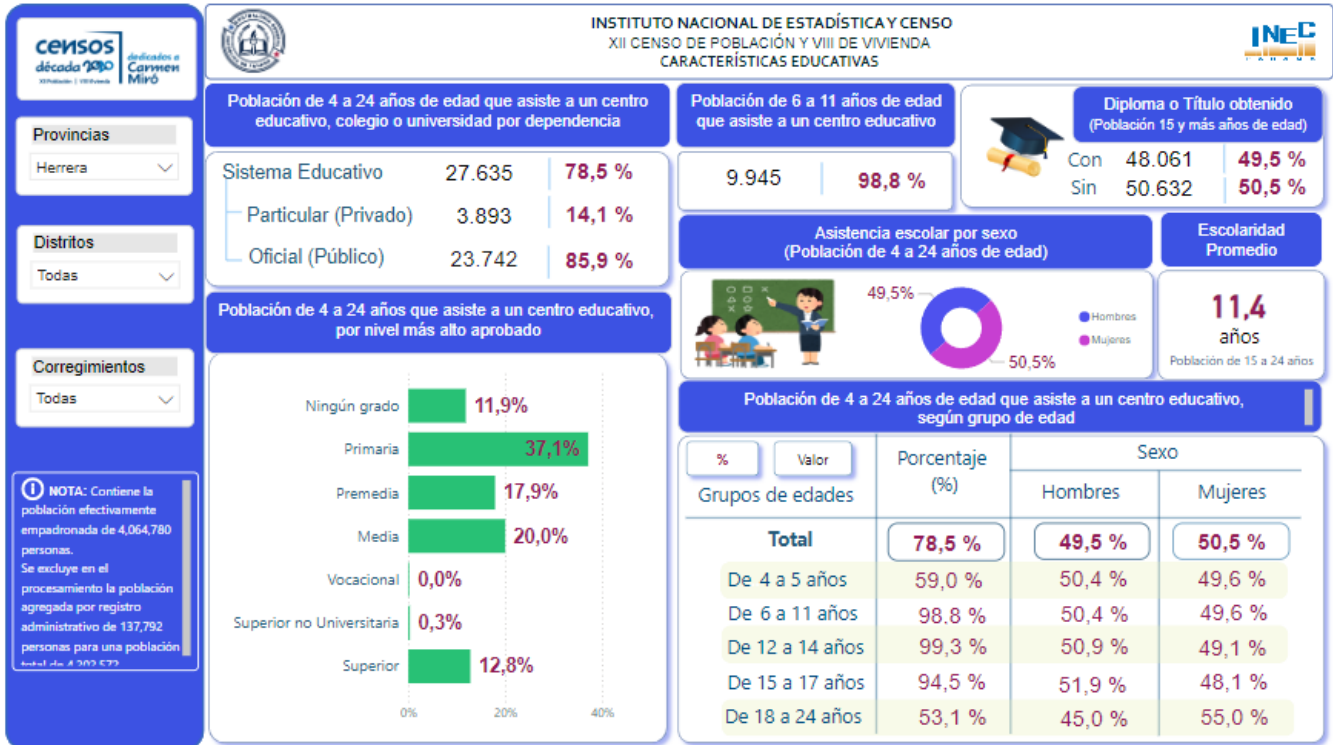 censos
década 2020
XII Población | VIII Vivienda
dedicados a
Carmen
Miró
INSTITUTO NACIONAL DE ESTADÍSTICA Y CENSO
XII CENSO DE POBLACIÓN Y VIII DE VIVIENDA
CARACTERÍSTICAS EDUCATIVAS
INEC
PANAMÁ
Provincias
Herrera
Distritos
Todas
Corregimientos
Todas
NOTA: Contiene la
población efectivamente
empadronada de 4,064,780
personas.
Se excluye en el
procesamiento la población
agregada por registro
administrativo de 137,792
personas para una población
total de 4,202,572
Población de 4 a 24 años de edad que asiste a un centro
educativo, colegio o universidad por dependencia
Sistema Educativo 27.635 78,5 %
Particular (Privado) 3.893 14,1 %
Oficial (Público) 23.742 85,9 %
Población de 6 a 11 años de edad
que asiste a un centro educativo
9.945 98,8 %
Diploma o Título obtenido
(Población 15 y más años de edad)
Con 48.061 49,5 %
Sin 50.632 50,5 %
Asistencia escolar por sexo
(Población de 4 a 24 años de edad)
49,5%
50,5%
Hombres
Mujeres
Escolaridad
Promedio
11,4
años
Población de 15 a 24 años
Población de 4 a 24 años que asiste a un centro educativo,
por nivel más alto aprobado
Ningún grado 11,9%
Primaria 37,1%
Premedia 17,9%
Media 20,0%
Vocacional 0,0%
Superior no Universitaria 0,3%
Superior 12,8%
0% 20% 40%
Población de 4 a 24 años de edad que asiste a un centro educativo,
según grupo de edad
% Valor
Grupos de edades
Porcentaje
(%)
Sexo
Hombres Mujeres
Total 78,5 % 49,5 % 50,5 %
De 4 a 5 años 59,0 % 50,4 % 49,6 %
De 6 a 11 años 98,8 % 50,4 % 49,6 %
De 12 a 14 años 99,3 % 50,9 % 49,1 %
De 15 a 17 años 94,5 % 51,9 % 48,1 %
De 18 a 24 años 53,1 % 45,0 % 55,0 %